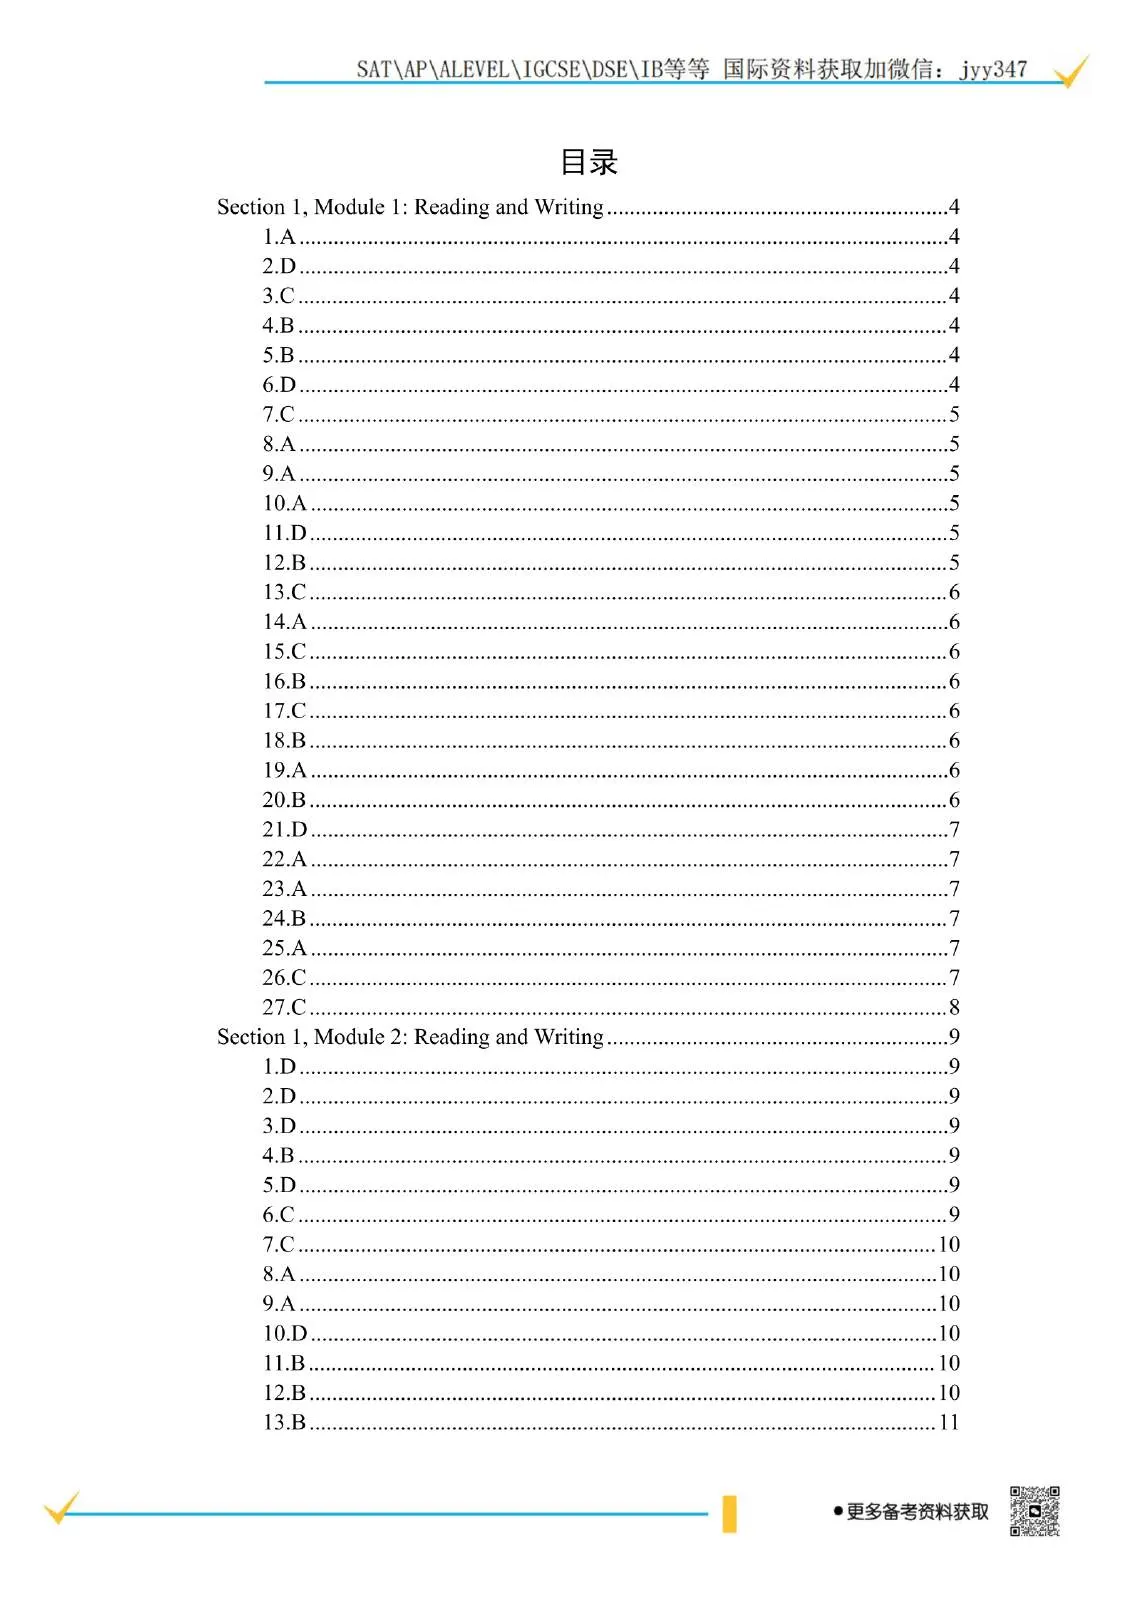 SAT\AP\ALEVEL\IGCSE\DSE\IB等等 国际资料获取加微信：jyy347
目录
Section 1, Module 1: Reading and Writing............................................................4
1.A............................................................4
2.D............................................................4
3.C............................................................4
4.B............................................................4
5.B............................................................4
6.D............................................................4
7.C............................................................5
8.A............................................................5
9.A............................................................5
10.A............................................................5
11.D............................................................5
12.B............................................................5
13.C............................................................6
14.A............................................................6
15.C............................................................6
16.B............................................................6
17.C............................................................6
18.B............................................................6
19.A............................................................6
20.B............................................................6
21.D............................................................7
22.A............................................................7
23.A............................................................7
24.B............................................................7
25.A............................................................7
26.C............................................................7
27.C............................................................8
Section 1, Module 2: Reading and Writing............................................................9
1.D............................................................9
2.D............................................................9
3.D............................................................9
4.B............................................................9
5.D............................................................9
6.C............................................................9
7.C............................................................10
8.A............................................................10
9.A............................................................10
10.D............................................................10
11.B............................................................10
12.B............................................................10
13.B............................................................11
●更多备考资料获取